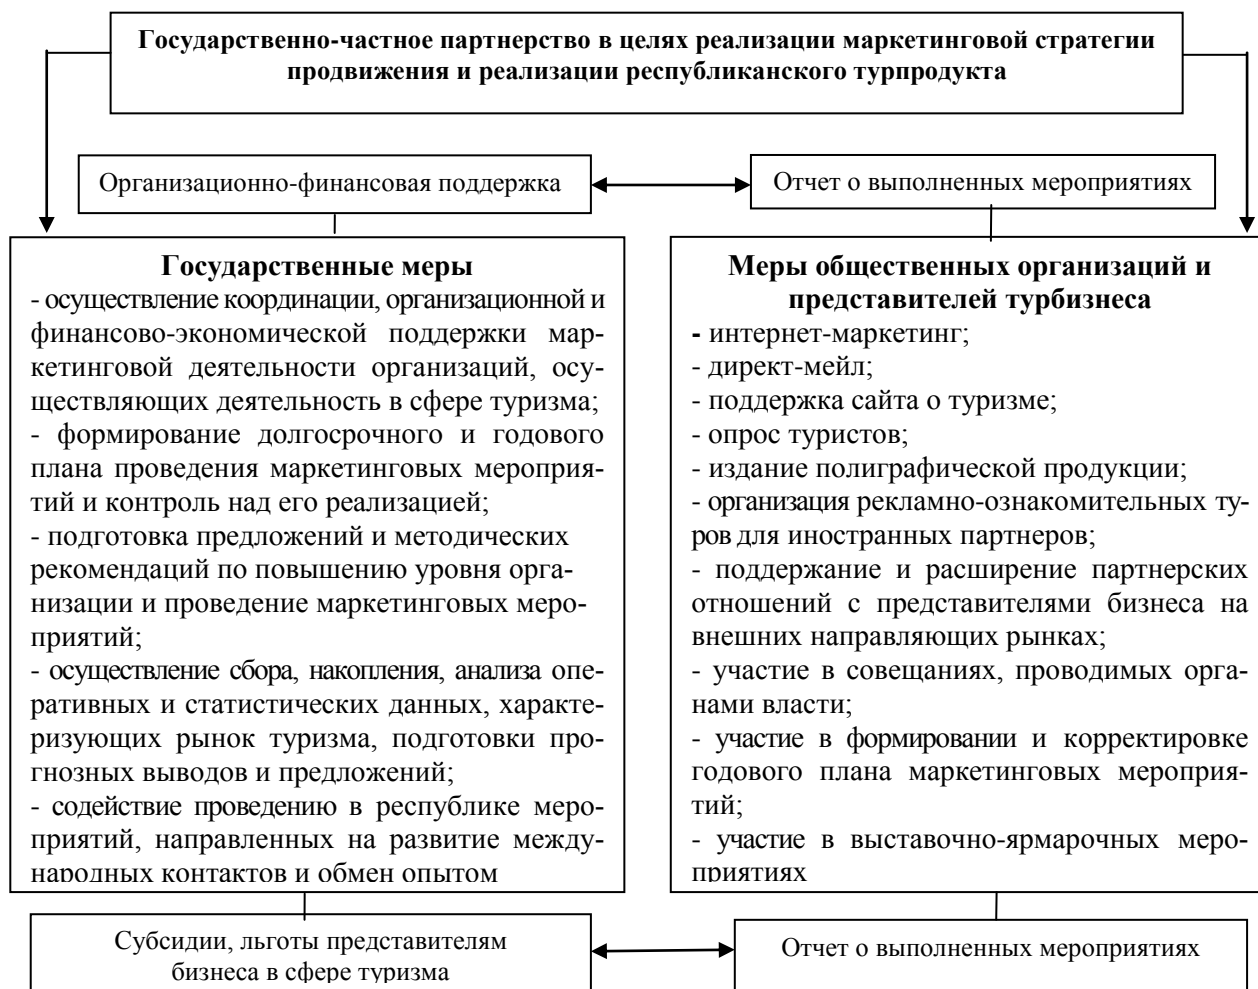 Государственно-частное партнерство в целях реализации маркетинговой стратегии
продвижения и реализации республиканского турпродукта
Организационно-финансовая поддержка
Отчет о выполненных мероприятиях
Государственные меры
- осуществление координации, организационной и
финансово-экономической поддержки мар-
кетинговой деятельности организаций, осу-
ществляющих деятельность в сфере туризма;
- формирование долгосрочного и годового
плана проведения маркетинговых мероприя-
тий и контроль над его реализацией;
- подготовка предложений и методических
рекомендаций по повышению уровня орга-
низации и проведение маркетинговых меро-
приятий;
- осуществление сбора, накопления, анализа опе-
ративных и статистических данных, характе-
ризующих рынок туризма, подготовки про-
гнозных выводов и предложений;
- содействие проведению в республике меро-
приятий, направленных на развитие между-
народных контактов и обмен опытом
Меры общественных организаций и
представителей турбизнеса
- интернет-маркетинг;
- директ-мейл;
- поддержка сайта о туризме;
- опрос туристов;
- издание полиграфической продукции;
- организация рекламно-ознакомительных ту-
ров для иностранных партнеров;
- поддержание и расширение партнерских
отношений с представителями бизнеса на
внешних направляющих рынках;
- участие в совещаниях, проводимых орга-
нами власти;
- участие в формировании и корректировке
годового плана маркетинговых мероприя-
тий;
- участие в выставочно-ярмарочных меро-
приятиях
Субсидии, льготы представителям
бизнеса в сфере туризма
Отчет о выполненных мероприятиях